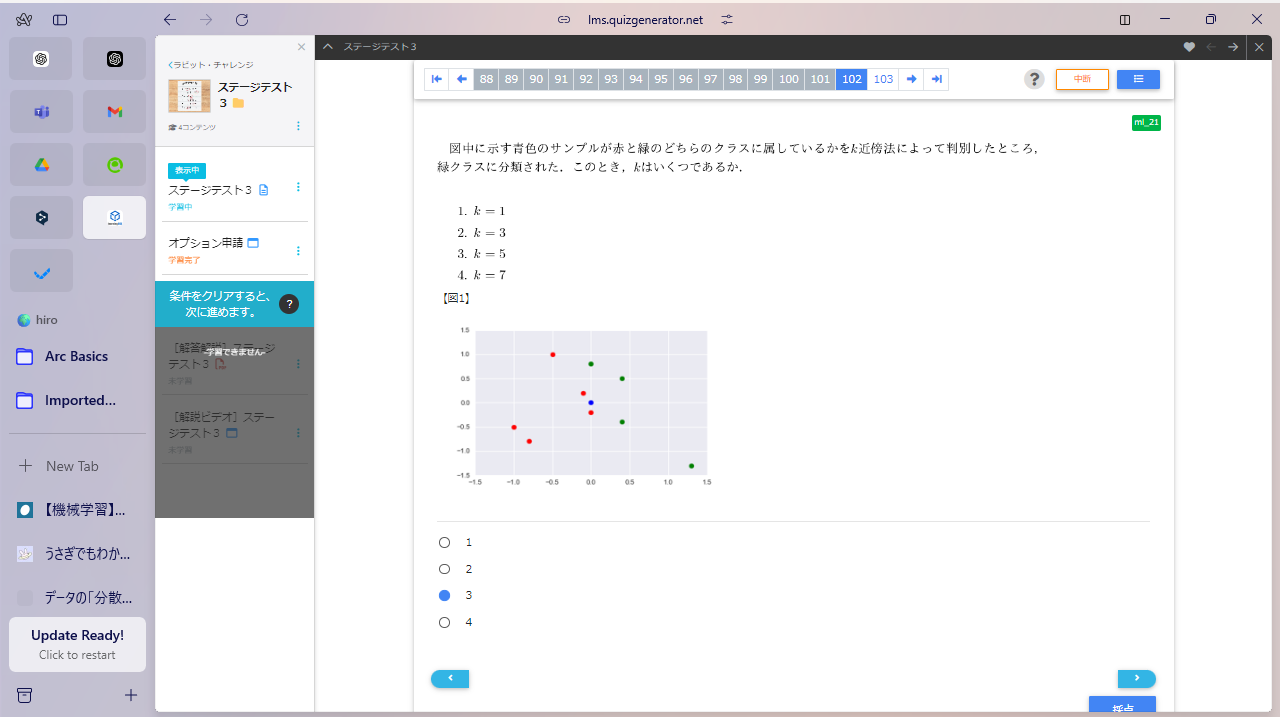 lms.quizgenerator.net
hiro
Arc Basics
Imported...
New Tab
【機械学習】...
うさぎでもわか...
データの「分散...
Update Ready!
Click to restart
ラビット・チャレンジ
ステージテスト
3
4コンテンツ
表示中
ステージテスト3
学習中
オプション申請
学習完了
条件をクリアすると、
次に進めます。
?
［解答解説］ステージ
テスト3
-学習できません-
未学習
［解説ビデオ］ステー
ジテスト3
未学習
ステージテスト3
88 89 90 91 92 93 94 95 96 97 98 99 100 101 102 103
?
中断
ml_21
図中に示す青色のサンプルが赤と緑のどちらのクラスに属しているかをk近傍法によって判別したところ，
緑クラスに分類された．このとき，kはいくつであるか．
1. k = 1
2. k = 3
3. k = 5
4. k = 7
【図1】
1.5
1.0
0.5
0.0
−0.5
−1.0
−1.5
−1.5 −1.0 −0.5 0.0 0.5 1.0 1.5
1
2
3
4
採点